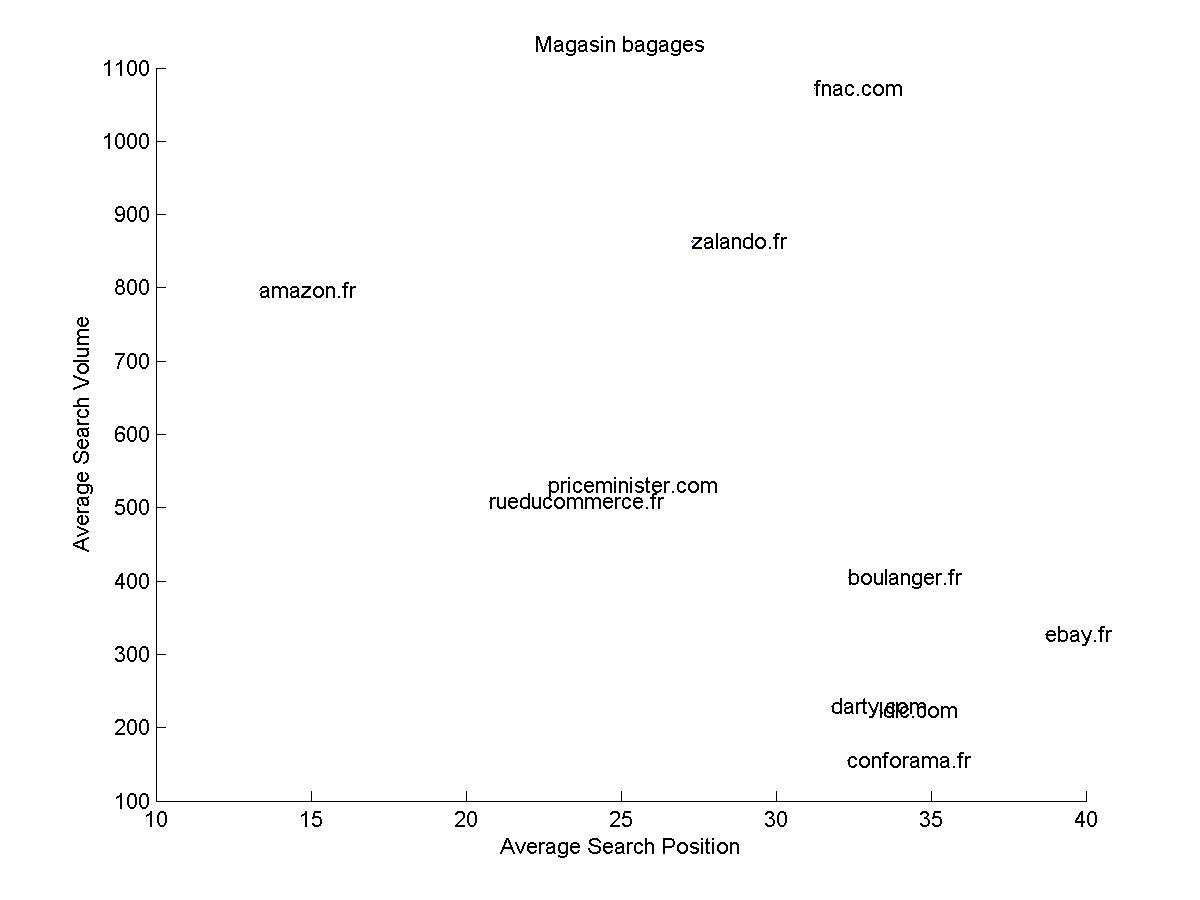 Magasin bagages
1100
1000
900
800
700
600
500
400
300
200
100
Average Search Volume
fnac.com
zalando.fr
amazon.fr
priceminister.com
rueducommerce.fr
boulanger.fr
ebay.fr
darty.com
ldlc.com
conforama.fr
10 15 20 25 30 35 40
Average Search Position